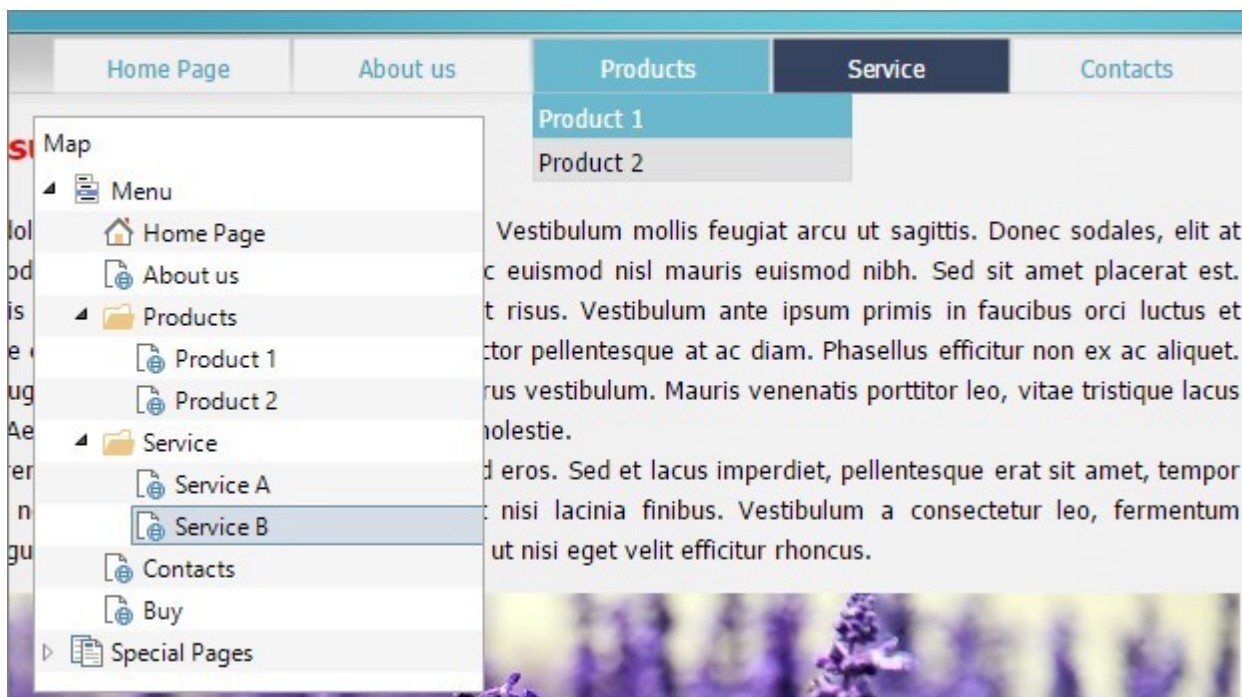 Home Page About us Products Service Contacts
Product 1
Product 2
Map
Menu
Home Page
About us
Products
Product 1
Product 2
Service
Service A
Service B
Contacts
Buy
Special Pages
Vestibulum mollis feugiat arcu ut sagittis. Donec sodales, elit at
euismod nisl mauris euismod nibh. Sed sit amet placerat est.
risus. Vestibulum ante ipsum primis in faucibus orci luctus et
pellentesque at ac diam. Phasellus efficitur non ex ac aliquet.
vestibulum. Mauris venenatis porttitor leo, vitae tristique lacus
eros. Sed et lacus imperdiet, pellentesque erat sit amet, tempor
nisi lacinia finibus. Vestibulum a consectetur leo, fermentum
ut nisi eget velit efficitur rhoncus.